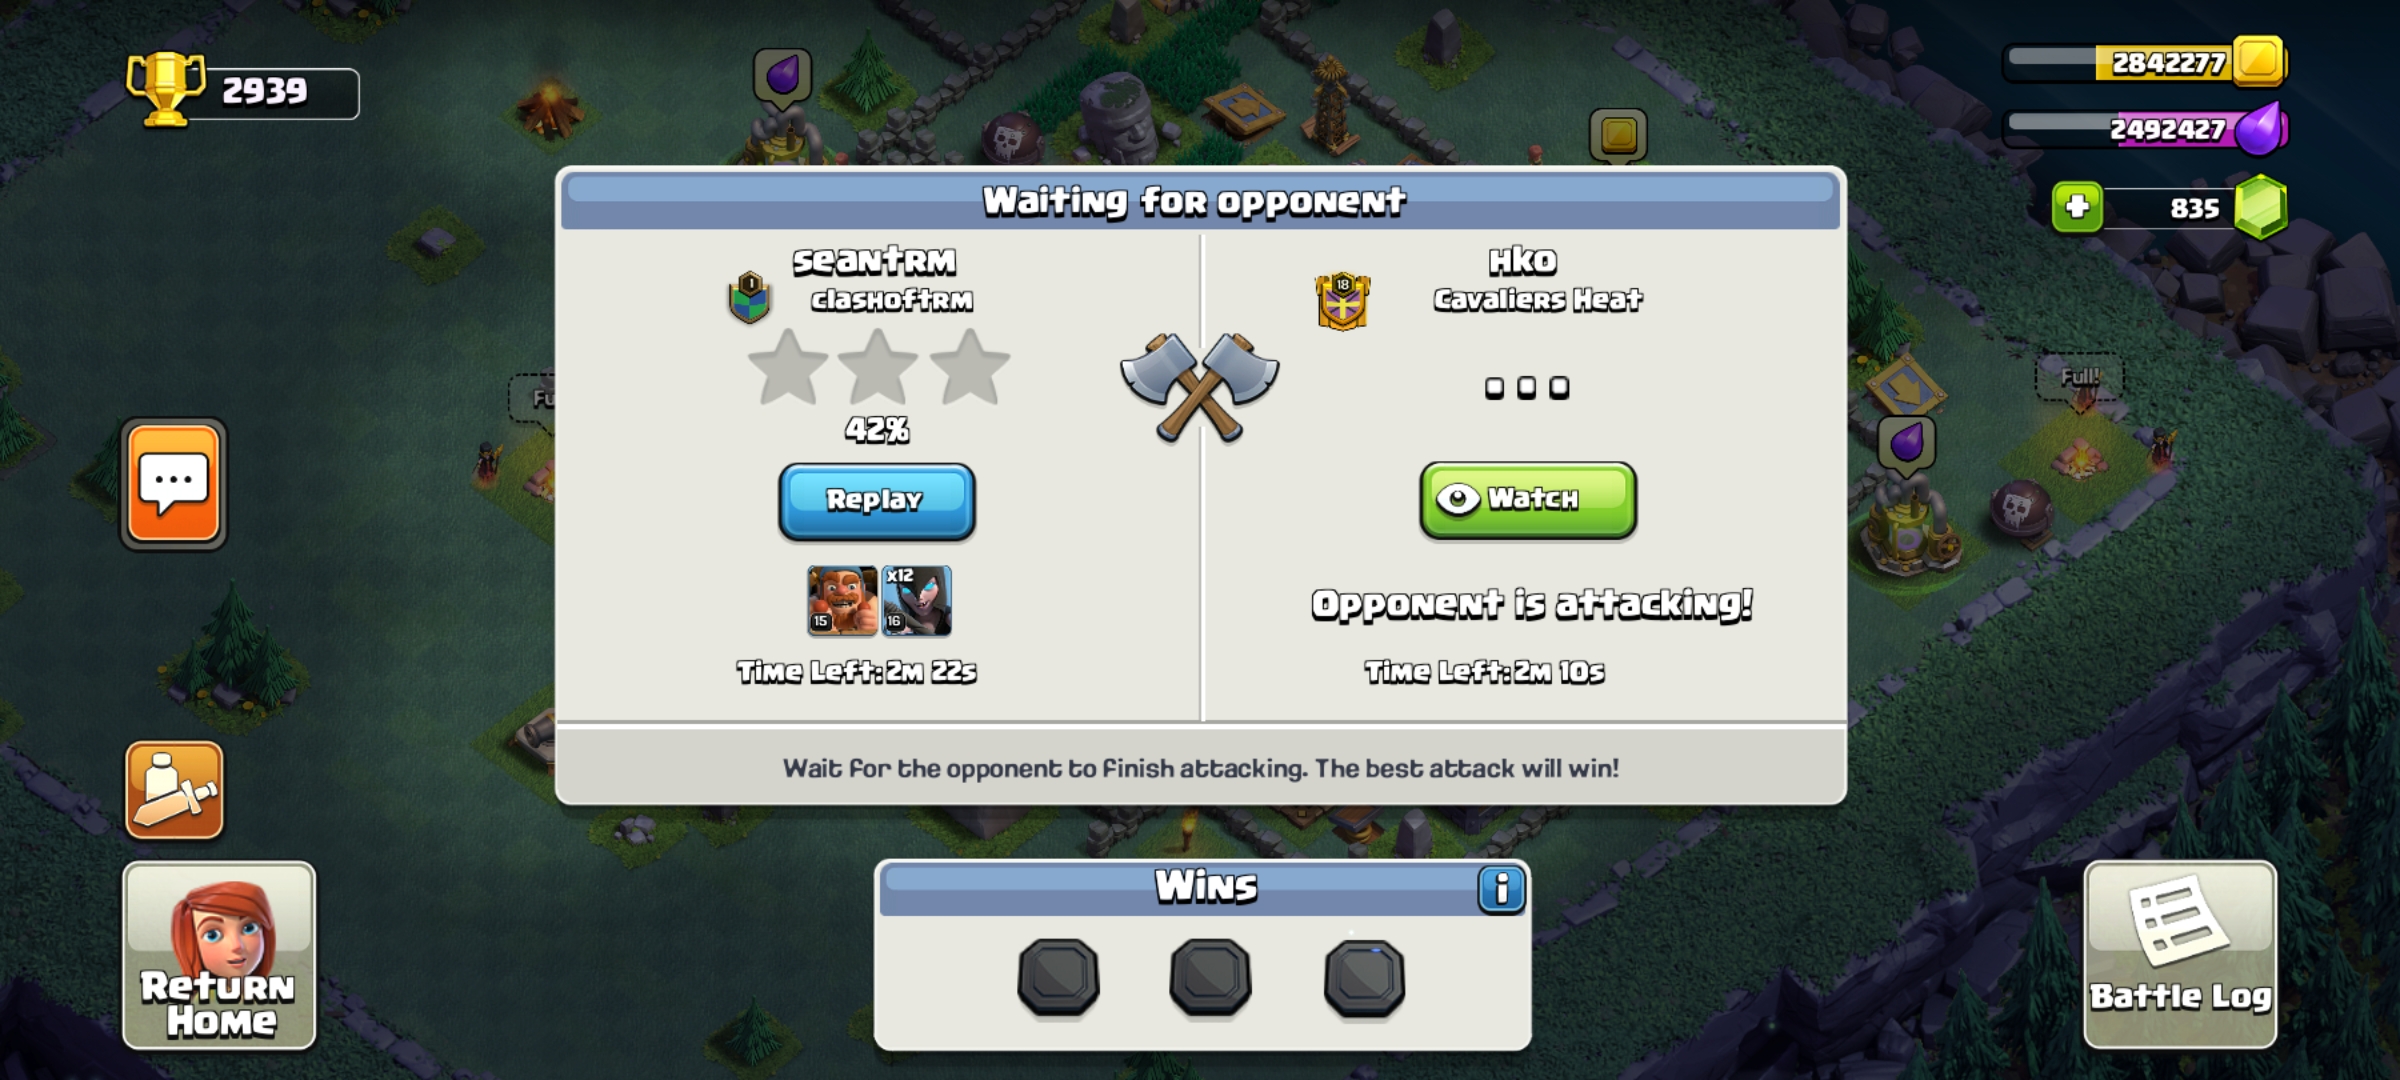 2939
2842277
2492427
835
Waiting for opponent
seantrm
1
clashoftrm
42%
Replay
15
x12
16
Time Left:2m 22s
HKO
18
Cavaliers Heat
Watch
Opponent is attacking!
Time Left:2m 10s
Full!
Wait for the opponent to finish attacking. The best attack will win!
Wins
i
Return
Home
Battle Log